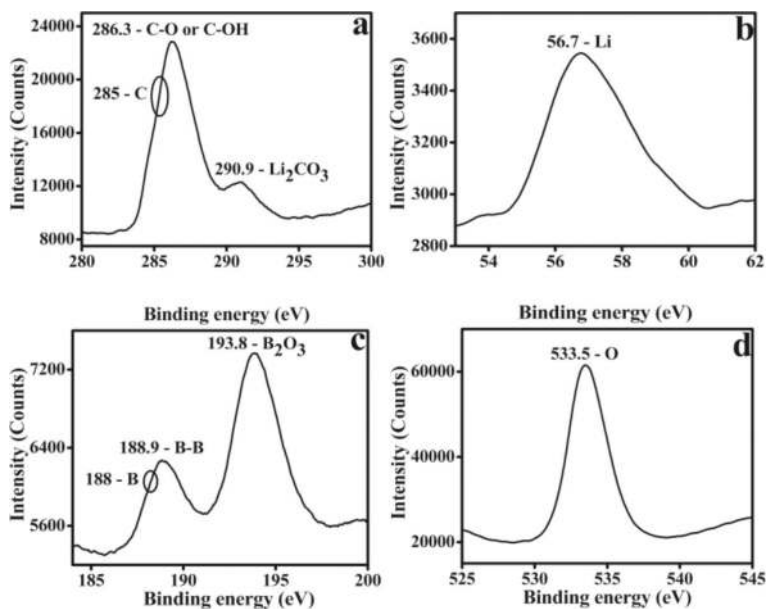 a
24000
20000
16000
12000
8000
Intensity (Counts)
286.3 - C-O or C-OH
285 - C
290.9 - Li₂CO₃
280 285 290 295 300
Binding energy (eV)
b
3600
3400
3200
3000
2800
Intensity (Counts)
56.7 - Li
54 56 58 60 62
Binding energy (eV)
c
7200
6400
5600
Intensity (Counts)
193.8 - B₂O₃
188.9 - B-B
188 - B
185 190 195 200
Binding energy (eV)
d
60000
40000
20000
Intensity (Counts)
533.5 - O
525 530 535 540 545
Binding energy (eV)